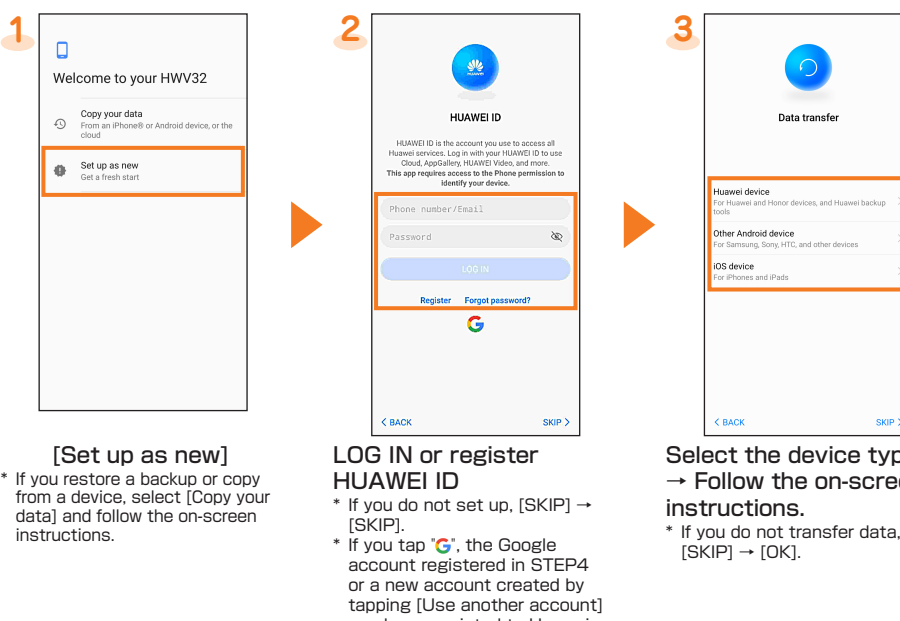 1
Welcome to your HWV32
Copy your data
From an iPhone® or Android device, or the
cloud
Set up as new
Get a fresh start
[Set up as new]
* If you restore a backup or copy
from a device, select [Copy your
data] and follow the on-screen
instructions.
2
HUAWEI
HUAWEI ID
HUAWEI ID is the account you use to access all
Huawei services. Log in with your HUAWEI ID to use
Cloud, AppGallery, HUAWEI Video, and more.
This app requires access to the Phone permission to
identify your device.
Phone number/Email
Password
LOG IN
Register Forgot password?
G
< BACK SKIP >
LOG IN or register
HUAWEI ID
* If you do not set up, [SKIP] →
[SKIP].
* If you tap "G", the Google
account registered in STEP4
or a new account created by
tapping [Use another account]
3
Data transfer
Huawei device
For Huawei and Honor devices, and Huawei backup
tools
Other Android device
For Samsung, Sony, HTC, and other devices
iOS device
For iPhones and iPads
< BACK SKIP >
Select the device typ
→ Follow the on-scree
instructions.
* If you do not transfer data,
[SKIP] → [OK].